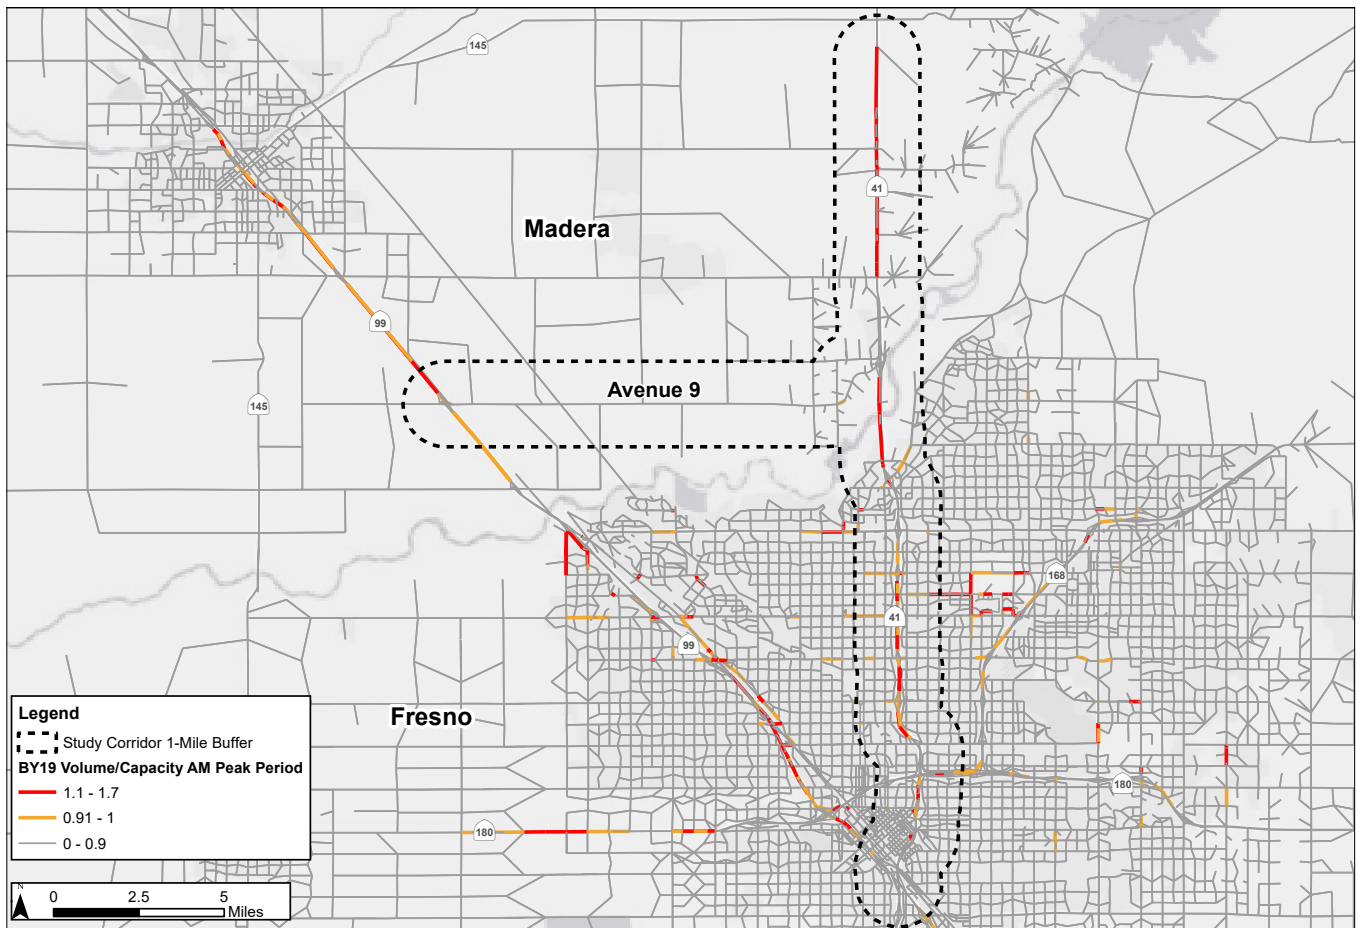 145
41
Madera
99
Avenue 9
145
168
41
99
Fresno
180
180
Legend
Study Corridor 1-Mile Buffer
BY19 Volume/Capacity AM Peak Period
1.1 - 1.7
0.91 - 1
0 - 0.9
N
0 2.5 5
Miles